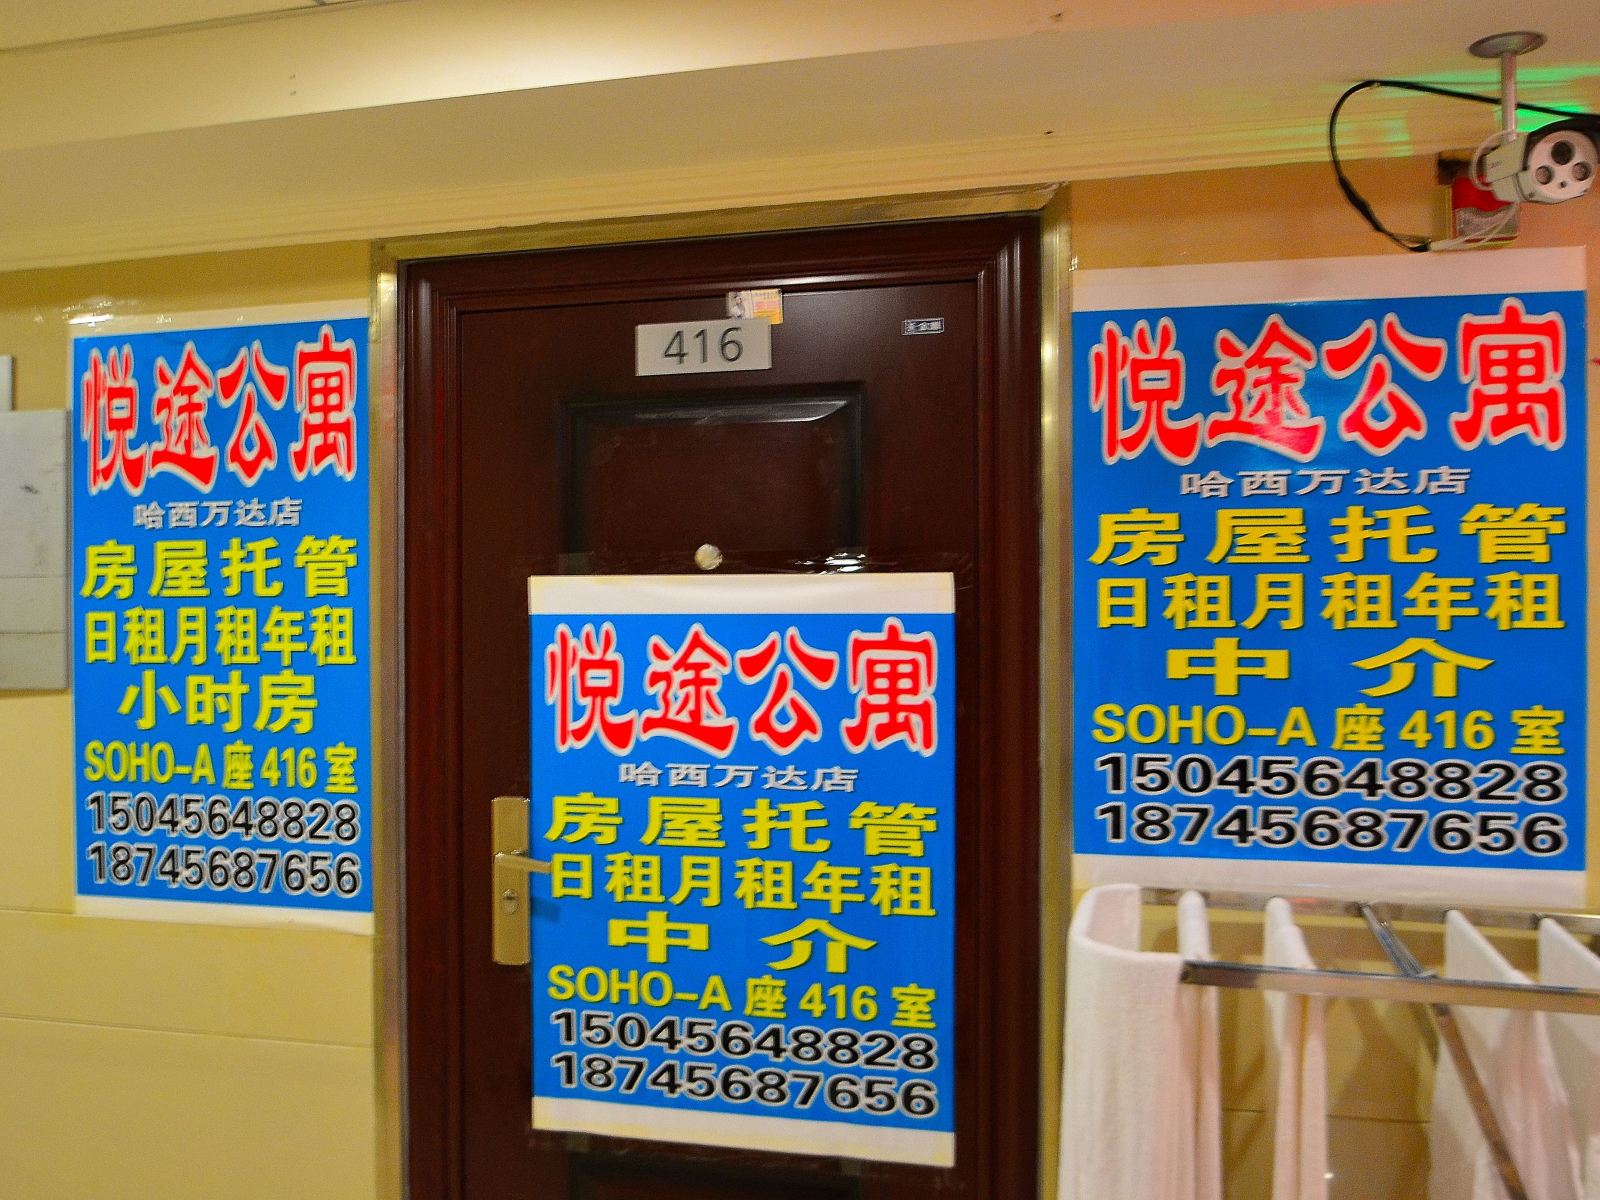 416
悦途公寓
哈西万达店
房屋托管
日租月租年租
小时房
SOHO-A座416室
15045648828
18745687656
悦途公寓
哈西万达店
房屋托管
日租月租年租
中介
SOHO-A座416室
15045648828
18745687656
悦途公寓
哈西万达店
房屋托管
日租月租年租
中介
SOHO-A座416室
15045648828
18745687656